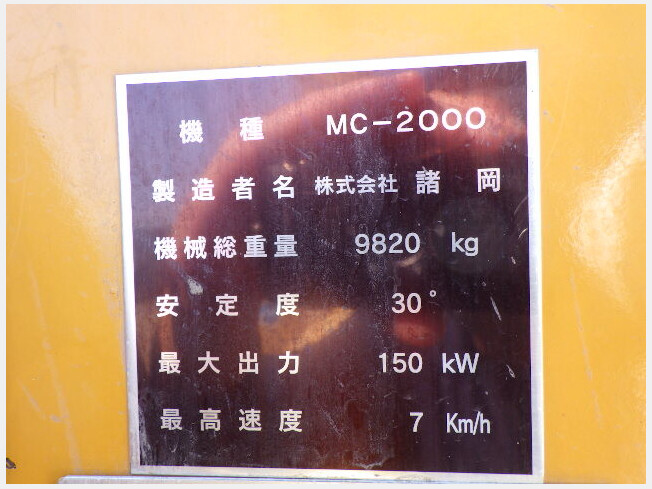 機種 MC-2000
製造者名 株式会社 諸岡
機械総重量 9820 kg
安定度 30°
最大出力 150 kW
最高速度 7 Km/h